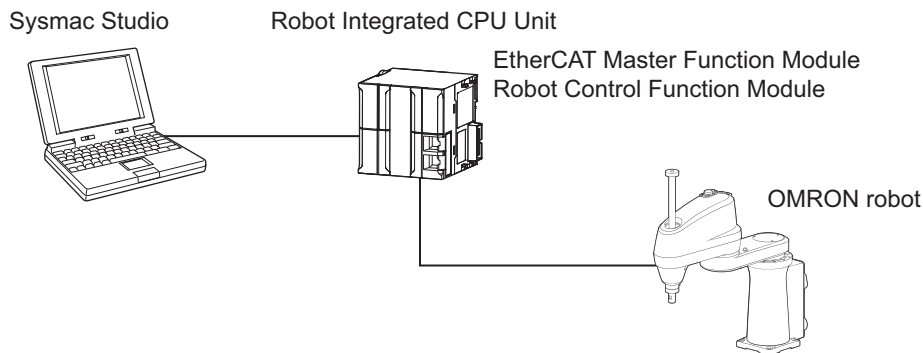 Sysmac Studio
Robot Integrated CPU Unit
EtherCAT Master Function Module
Robot Control Function Module
OMRON robot